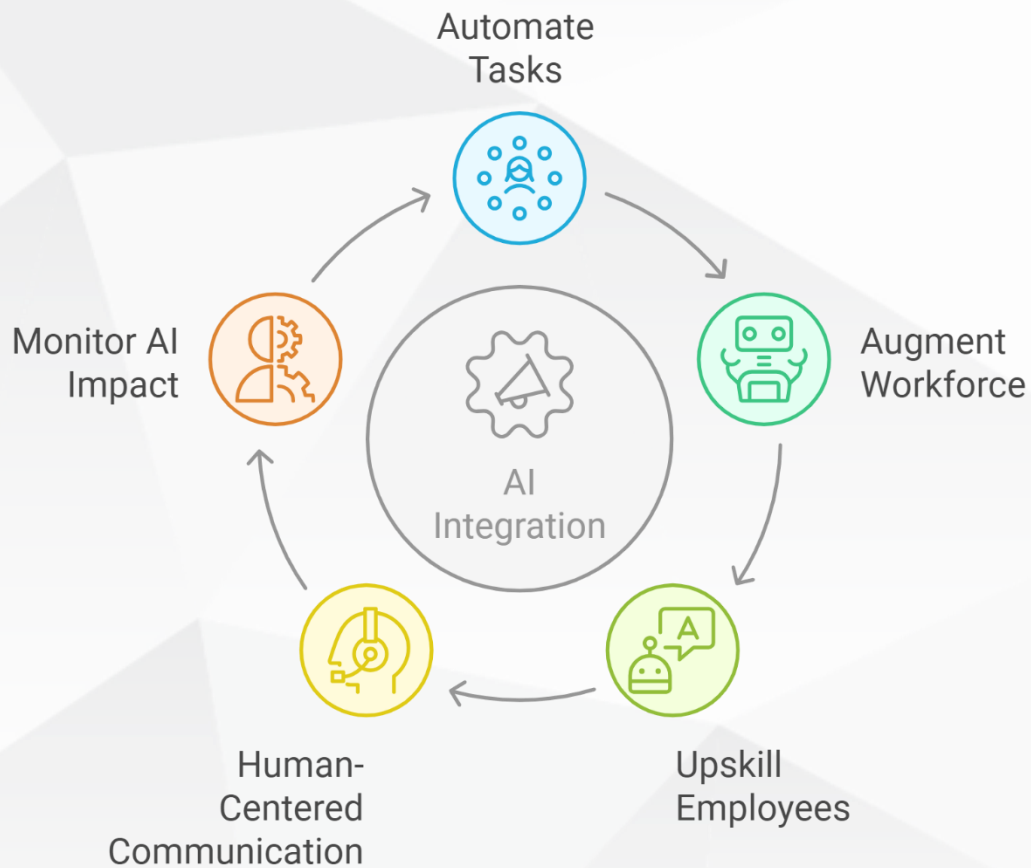 Automate
Tasks
Augment
Workforce
Upskill
Employees
Human-
Centered
Communication
Monitor AI
Impact
AI
Integration
A